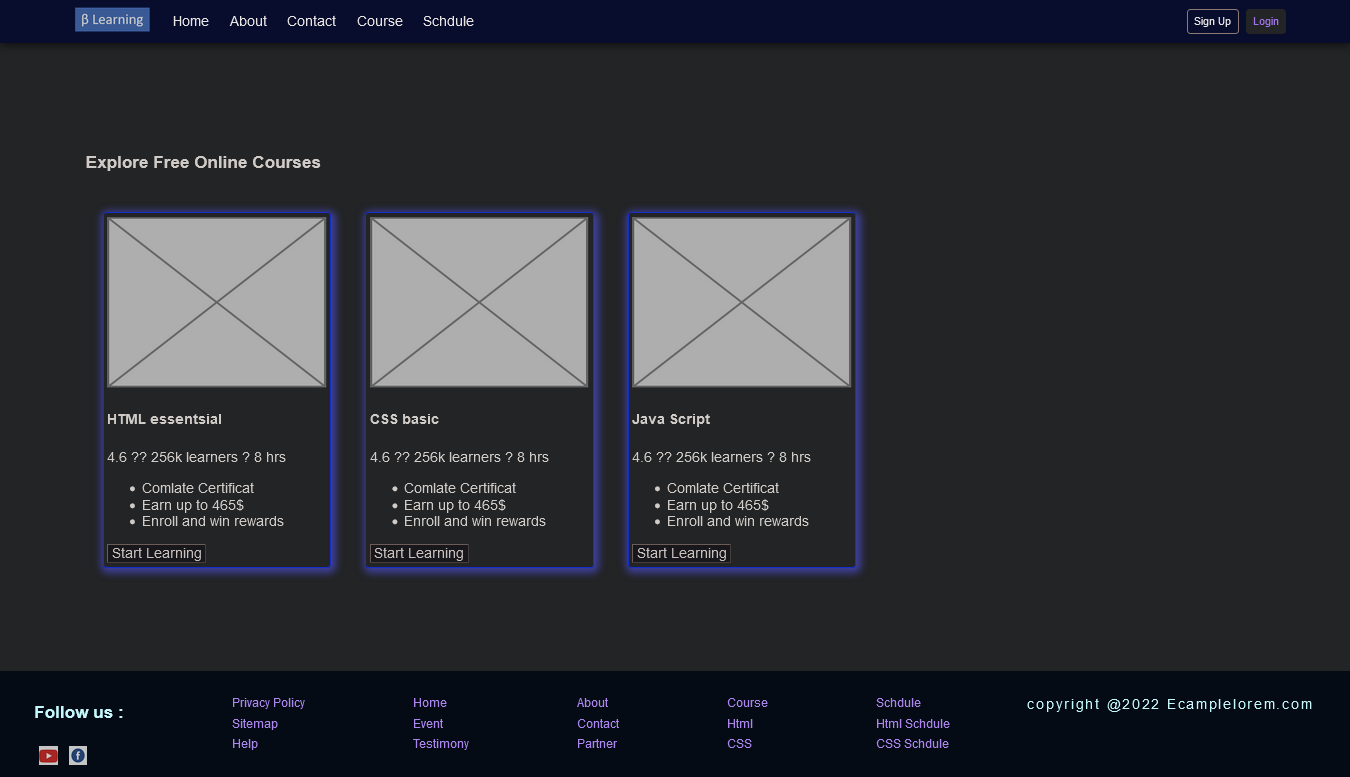 β Learning Home About Contact Course Schdule Sign Up Login
Explore Free Online Courses
HTML essentsial
4.6 ?? 256k learners ? 8 hrs
Comlate Certificat
Earn up to 465$
Enroll and win rewards
Start Learning
CSS basic
4.6 ?? 256k learners ? 8 hrs
Comlate Certificat
Earn up to 465$
Enroll and win rewards
Start Learning
Java Script
4.6 ?? 256k learners ? 8 hrs
Comlate Certificat
Earn up to 465$
Enroll and win rewards
Start Learning
Follow us :
Privacy Policy
Sitemap
Help
Home
Event
Testimony
About
Contact
Partner
Course
Html
CSS
Schdule
Html Schdule
CSS Schdule
copyright @2022 Ecamplelorem.com